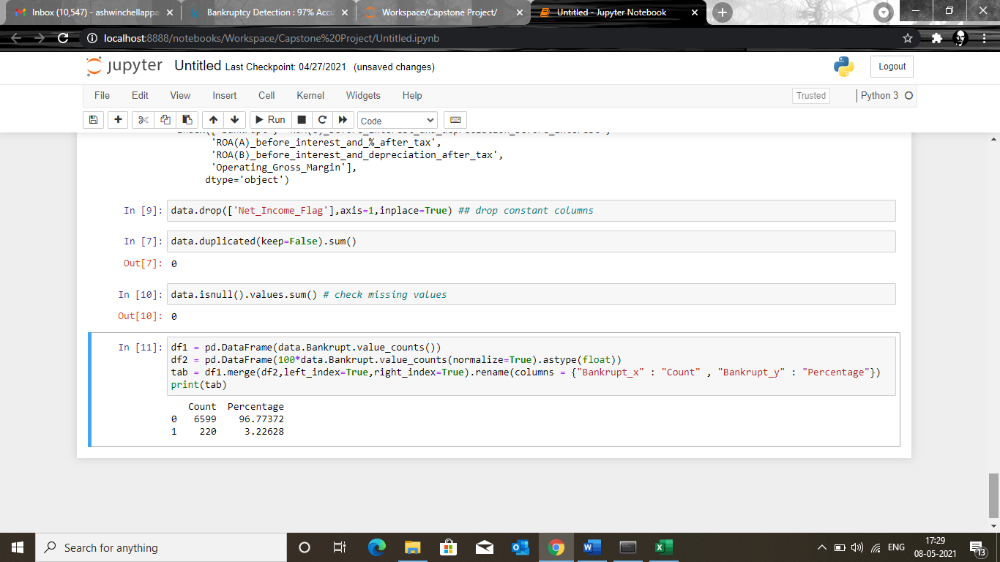 Inbox (10,547) - ashwinchellappa
Bankruptcy Detection : 97% Accu
Workspace/Capstone Project/
Untitled - Jupyter Notebook
localhost:8888/notebooks/Workspace/Capstone%20Project/Untitled.ipynb
jupyter Untitled Last Checkpoint: 04/27/2021 (unsaved changes)
Logout
File Edit View Insert Cell Kernel Widgets Help
Trusted
Python 3
Run
Code
'ROA(A)_before_interest_and_%_after_tax',
'ROA(B)_before_interest_and_depreciation_after_tax',
'Operating_Gross_Margin'],
dtype='object')
In [9]: data.drop(['Net_Income_Flag'],axis=1,inplace=True) ## drop constant columns
In [7]: data.duplicated(keep=False).sum()
Out[7]: 0
In [10]: data.isnull().values.sum() # check missing values
Out[10]: 0
In [11]: df1 = pd.DataFrame(data.Bankrupt.value_counts())
df2 = pd.DataFrame(100*data.Bankrupt.value_counts(normalize=True).astype(float))
tab = df1.merge(df2,left_index=True,right_index=True).rename(columns = {"Bankrupt_x" : "Count" , "Bankrupt_y" : "Percentage"})
print(tab)
Count Percentage
0 6599 96.77372
1 220 3.22628
Search for anything
ENG
17:29
08-05-2021
13